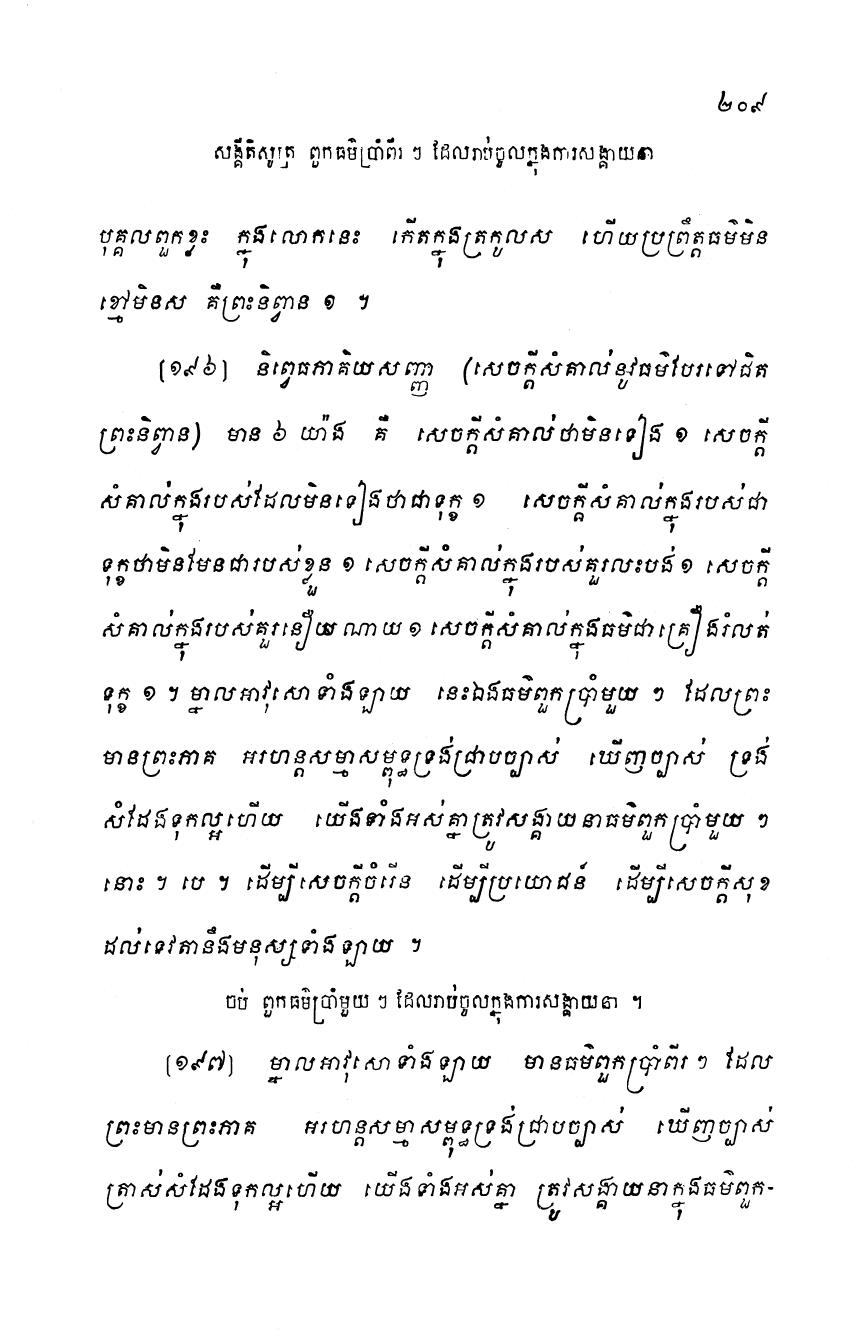 ២០៩
សង្គីតិសូត្រ ពួកធម៌ប្រាំពីរ ៗ ដែលរាប់ចូលក្នុងការសង្គាយនា
បុគ្គលពួកខ្លះ ក្នុងលោកនេះ កើតក្នុងត្រកូលស ហើយប្រព្រឹត្តធម៌មិន
ខ្មៅមិនស គឺព្រះនិព្វាន ១ ។
[១៩៦] និព្វេធភាគិយសញ្ញា (សេចក្តីសំគាល់នូវធម៌បែរទៅជិត
ព្រះនិព្វាន) មាន ៦ យ៉ាង គឺ សេចក្តីសំគាល់ថាមិនទៀង ១ សេចក្តី
សំគាល់ក្នុងរបស់ដែលមិនទៀងថាជាទុក្ខ ១ សេចក្តីសំគាល់ក្នុងរបស់ជា
ទុក្ខថាមិនមែនជារបស់ខ្លួន ១ សេចក្តីសំគាល់ក្នុងរបស់គួរលះបង់ ១ សេចក្តី
សំគាល់ក្នុងរបស់គួរនឿយណាយ ១ សេចក្តីសំគាល់ក្នុងធម៌ជាគ្រឿងរំលត់
ទុក្ខ ១ ។ ម្នាលអាវុសោទាំងឡាយ នេះឯងធម៌ពួកប្រាំមួយ ៗ ដែលព្រះ
មានព្រះភាគ អរហន្តសម្មាសម្ពុទ្ធទ្រង់ជ្រាបច្បាស់ ឃើញច្បាស់ ទ្រង់
សំដែងទុកល្អហើយ យើងទាំងអស់គ្នាត្រូវសង្គាយនាធម៌ពួកប្រាំមួយ ៗ
នោះ ។ បេ ។ ដើម្បីសេចក្តីចំរើន ដើម្បីប្រយោជន៍ ដើម្បីសេចក្តីសុខ
ដល់ទេវតានឹងមនុស្សទាំងឡាយ ។
ចប់ ពួកធម៌ប្រាំមួយ ៗ ដែលរាប់ចូលក្នុងការសង្គាយនា ។
[១៩៧] ម្នាលអាវុសោទាំងឡាយ មានធម៌ពួកប្រាំពីរ ៗ ដែល
ព្រះមានព្រះភាគ អរហន្តសម្មាសម្ពុទ្ធទ្រង់ជ្រាបច្បាស់ ឃើញច្បាស់
ត្រាស់សំដែងទុកល្អហើយ យើងទាំងអស់គ្នា ត្រូវសង្គាយនាក្នុងធម៌ពួក-